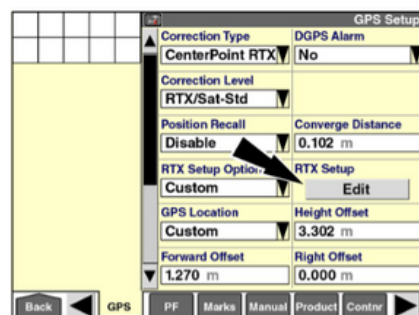 GPS Setup
Correction Type DGPS Alarm
CenterPoint RTX No
Correction Level
RTX/Sat-Std
Position Recall Converge Distance
Disable 0.102 m
RTX Setup RTX Setup
Custom Edit
GPS Location Height Offset
Custom 3.302 m
Forward Offset Right Offset
1.270 m 0.000 m
Back GPS PF Marks Manual Product Contnr